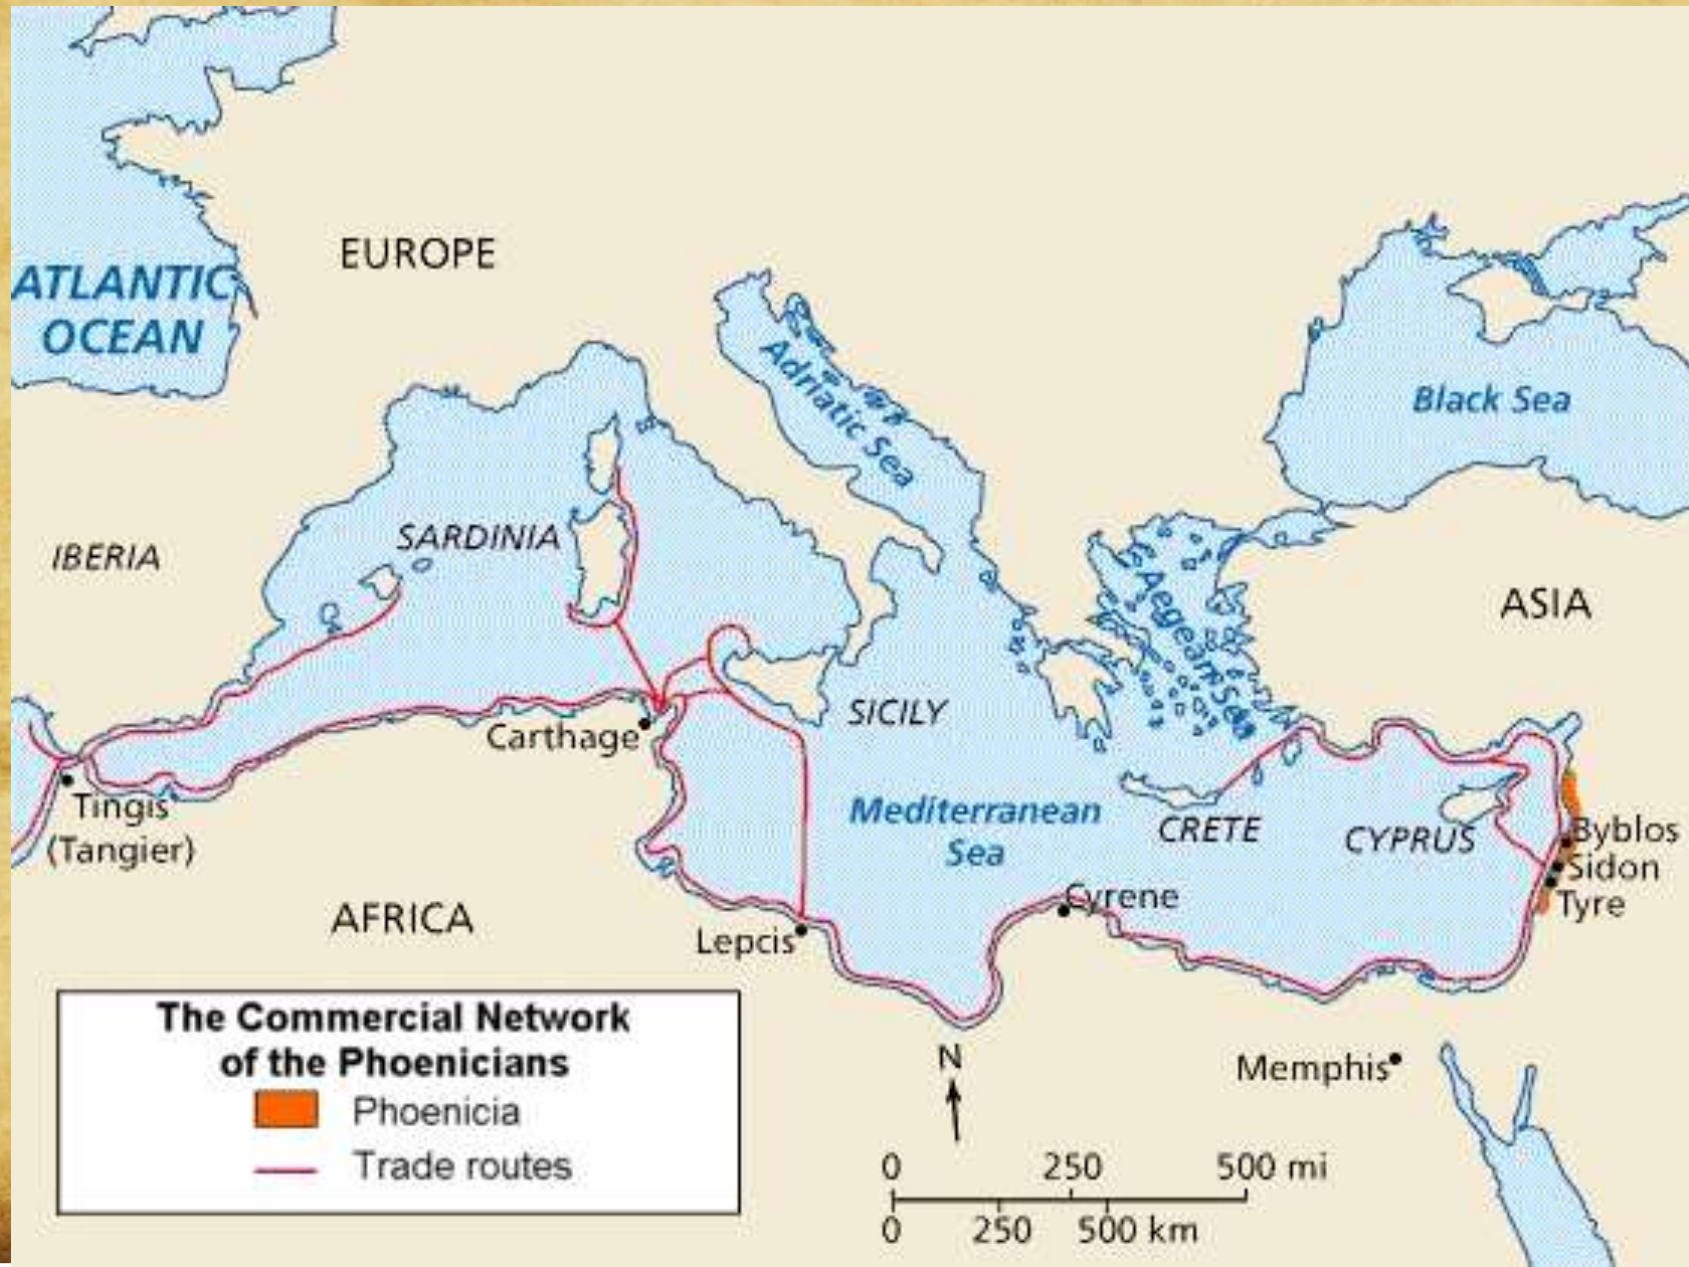 EUROPE
ATLANTIC
OCEAN
Adriatic Sea
Black Sea
IBERIA
SARDINIA
Aegean Sea
ASIA
SICILY
Carthage
Tingis
(Tangier)
Mediterranean
Sea
CRETE
CYPRUS
Byblos
Sidon
Tyre
Cyrene
AFRICA
Lepcis
The Commercial Network
of the Phoenicians
Phoenicia
Trade routes
N
Memphis
0 250 500 mi
0 250 500 km